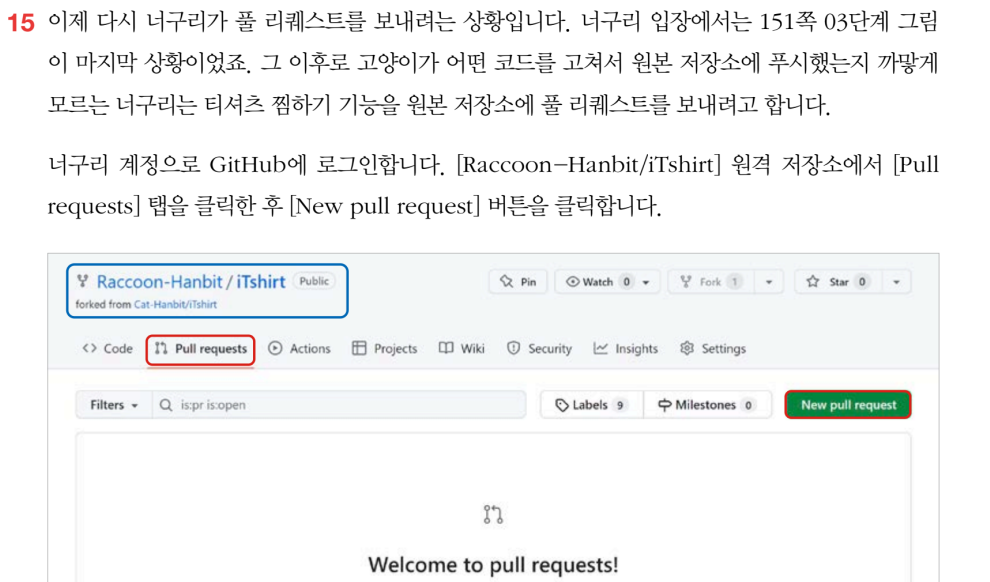 15 이제 다시 너구리가 풀 리퀘스트를 보내려는 상황입니다. 너구리 입장에서는 151쪽 03단계 그림
이 마지막 상황이었죠. 그 이후로 고양이가 어떤 코드를 고쳐서 원본 저장소에 푸시했는지 까맣게
모르는 너구리는 티셔츠 찜하기 기능을 원본 저장소에 풀 리퀘스트를 보내려고 합니다.
너구리 계정으로 GitHub에 로그인합니다. [Raccoon-Hanbit/iTshirt] 원격 저장소에서 [Pull
requests] 탭을 클릭한 후 [New pull request] 버튼을 클릭합니다.
Raccoon-Hanbit / iTshirt Public
Pin Watch 0 Fork 1 Star 0
forked from Cat-Hanbit/iTshirt
Code Pull requests Actions Projects Wiki Security Insights Settings
Filters is:pr is:open Labels 9 Milestones 0 New pull request
Welcome to pull requests!